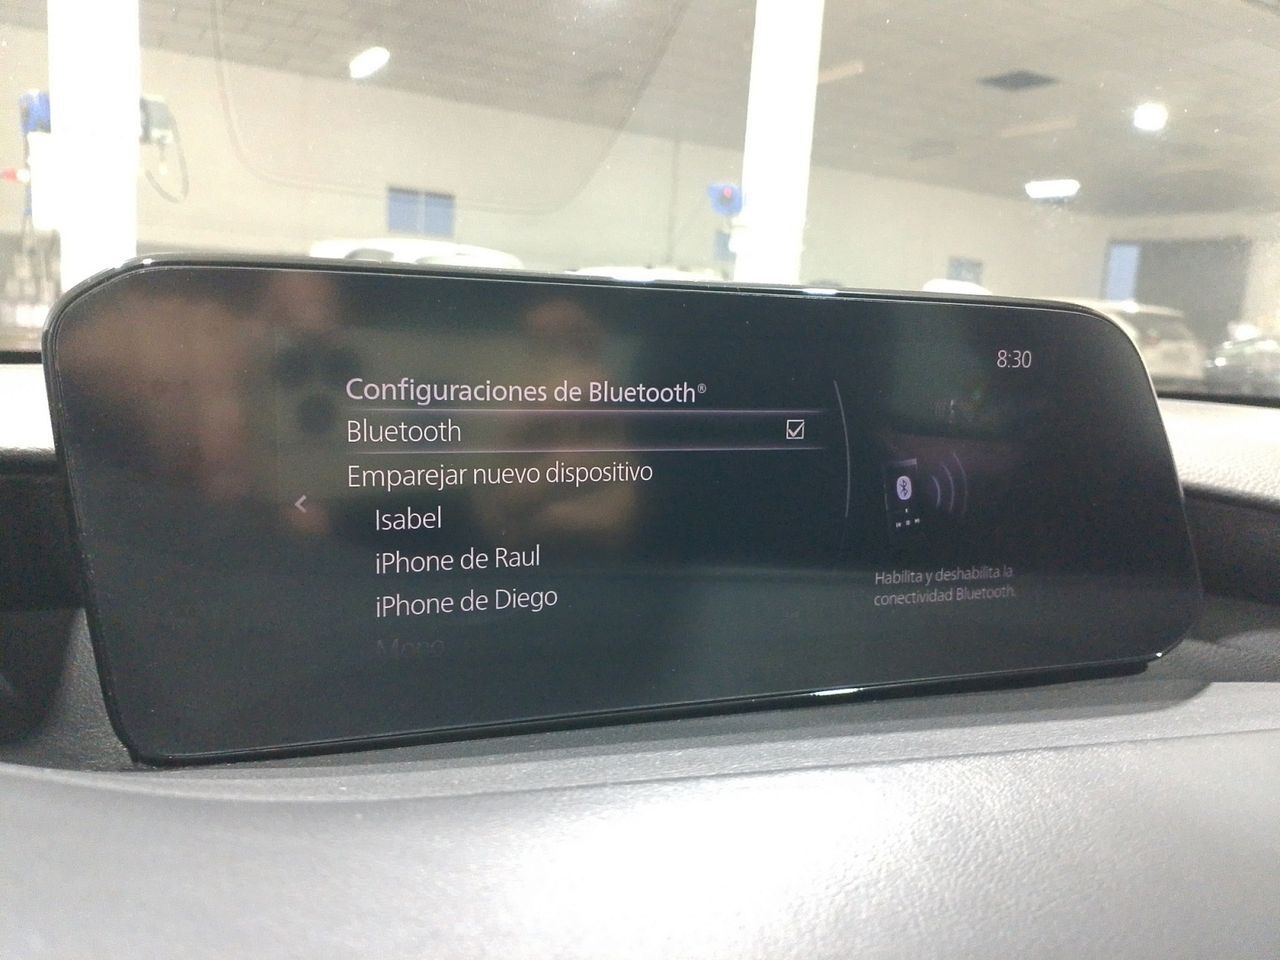 8:30
Configuraciones de Bluetooth®
Bluetooth
Emparejar nuevo dispositivo
Isabel
iPhone de Raul
iPhone de Diego
Mono
Habilita y deshabilita la
conectividad Bluetooth.